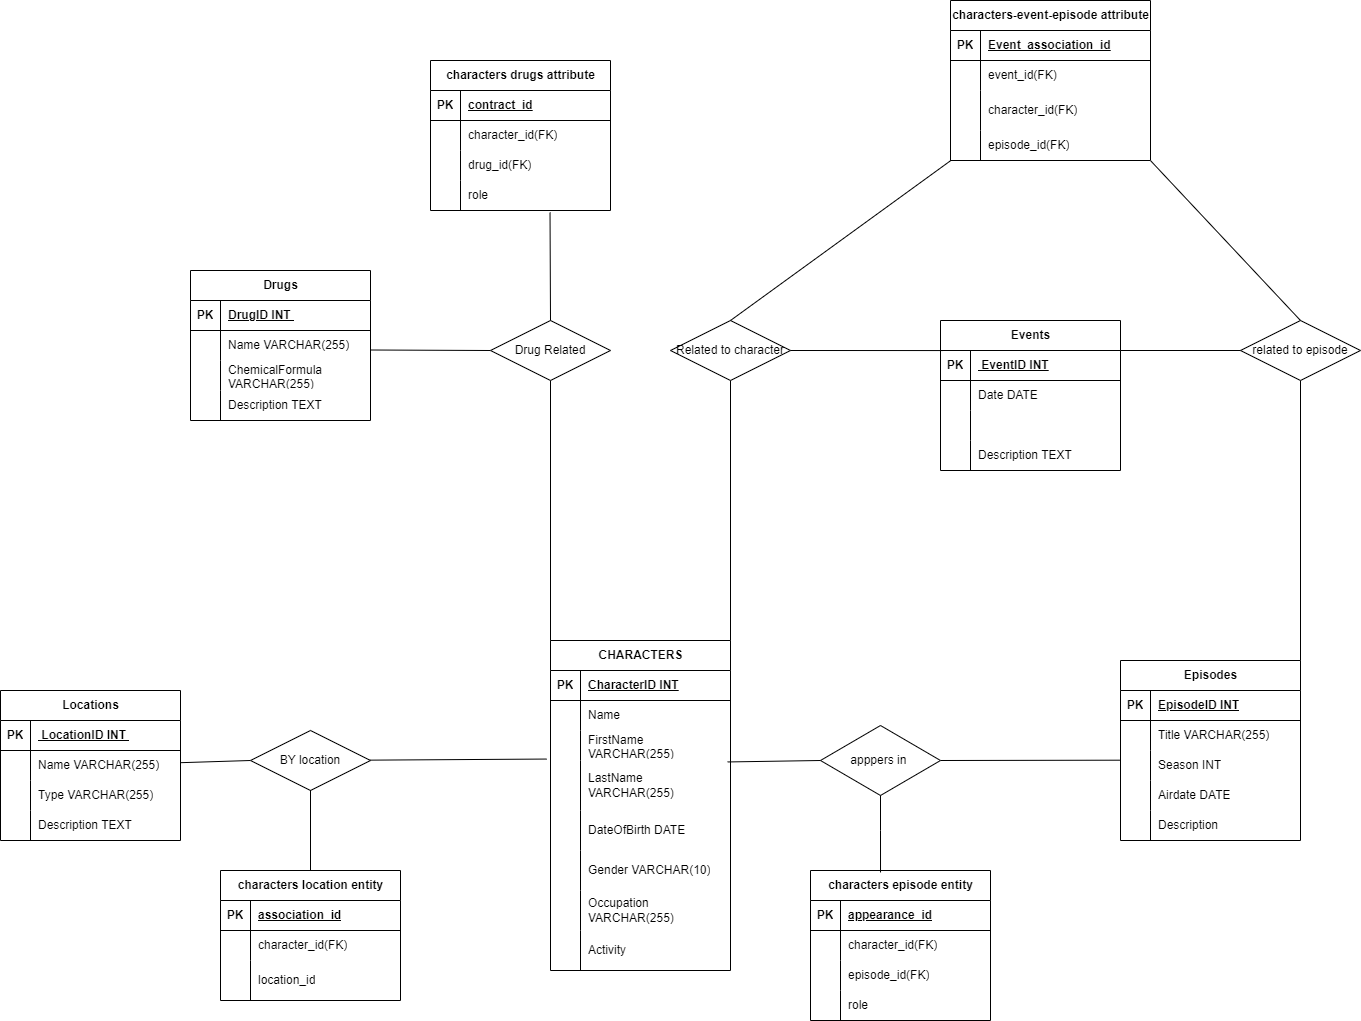 characters-event-episode attribute
PK Event_association_id
event_id(FK)
character_id(FK)
episode_id(FK)
characters drugs attribute
PK contract_id
character_id(FK)
drug_id(FK)
role
Drugs
PK DrugID INT
Name VARCHAR(255)
ChemicalFormula
VARCHAR(255)
Description TEXT
Drug Related
Related to character
Events
PK EventID INT
Date DATE
Description TEXT
related to episode
CHARACTERS
PK CharacterID INT
Name
FirstName
VARCHAR(255)
LastName
VARCHAR(255)
DateOfBirth DATE
Gender VARCHAR(10)
Occupation
VARCHAR(255)
Activity
Locations
PK LocationID INT
Name VARCHAR(255)
Type VARCHAR(255)
Description TEXT
BY location
apppers in
Episodes
PK EpisodeID INT
Title VARCHAR(255)
Season INT
Airdate DATE
Description
characters location entity
PK association_id
character_id(FK)
location_id
characters episode entity
PK appearance_id
character_id(FK)
episode_id(FK)
role